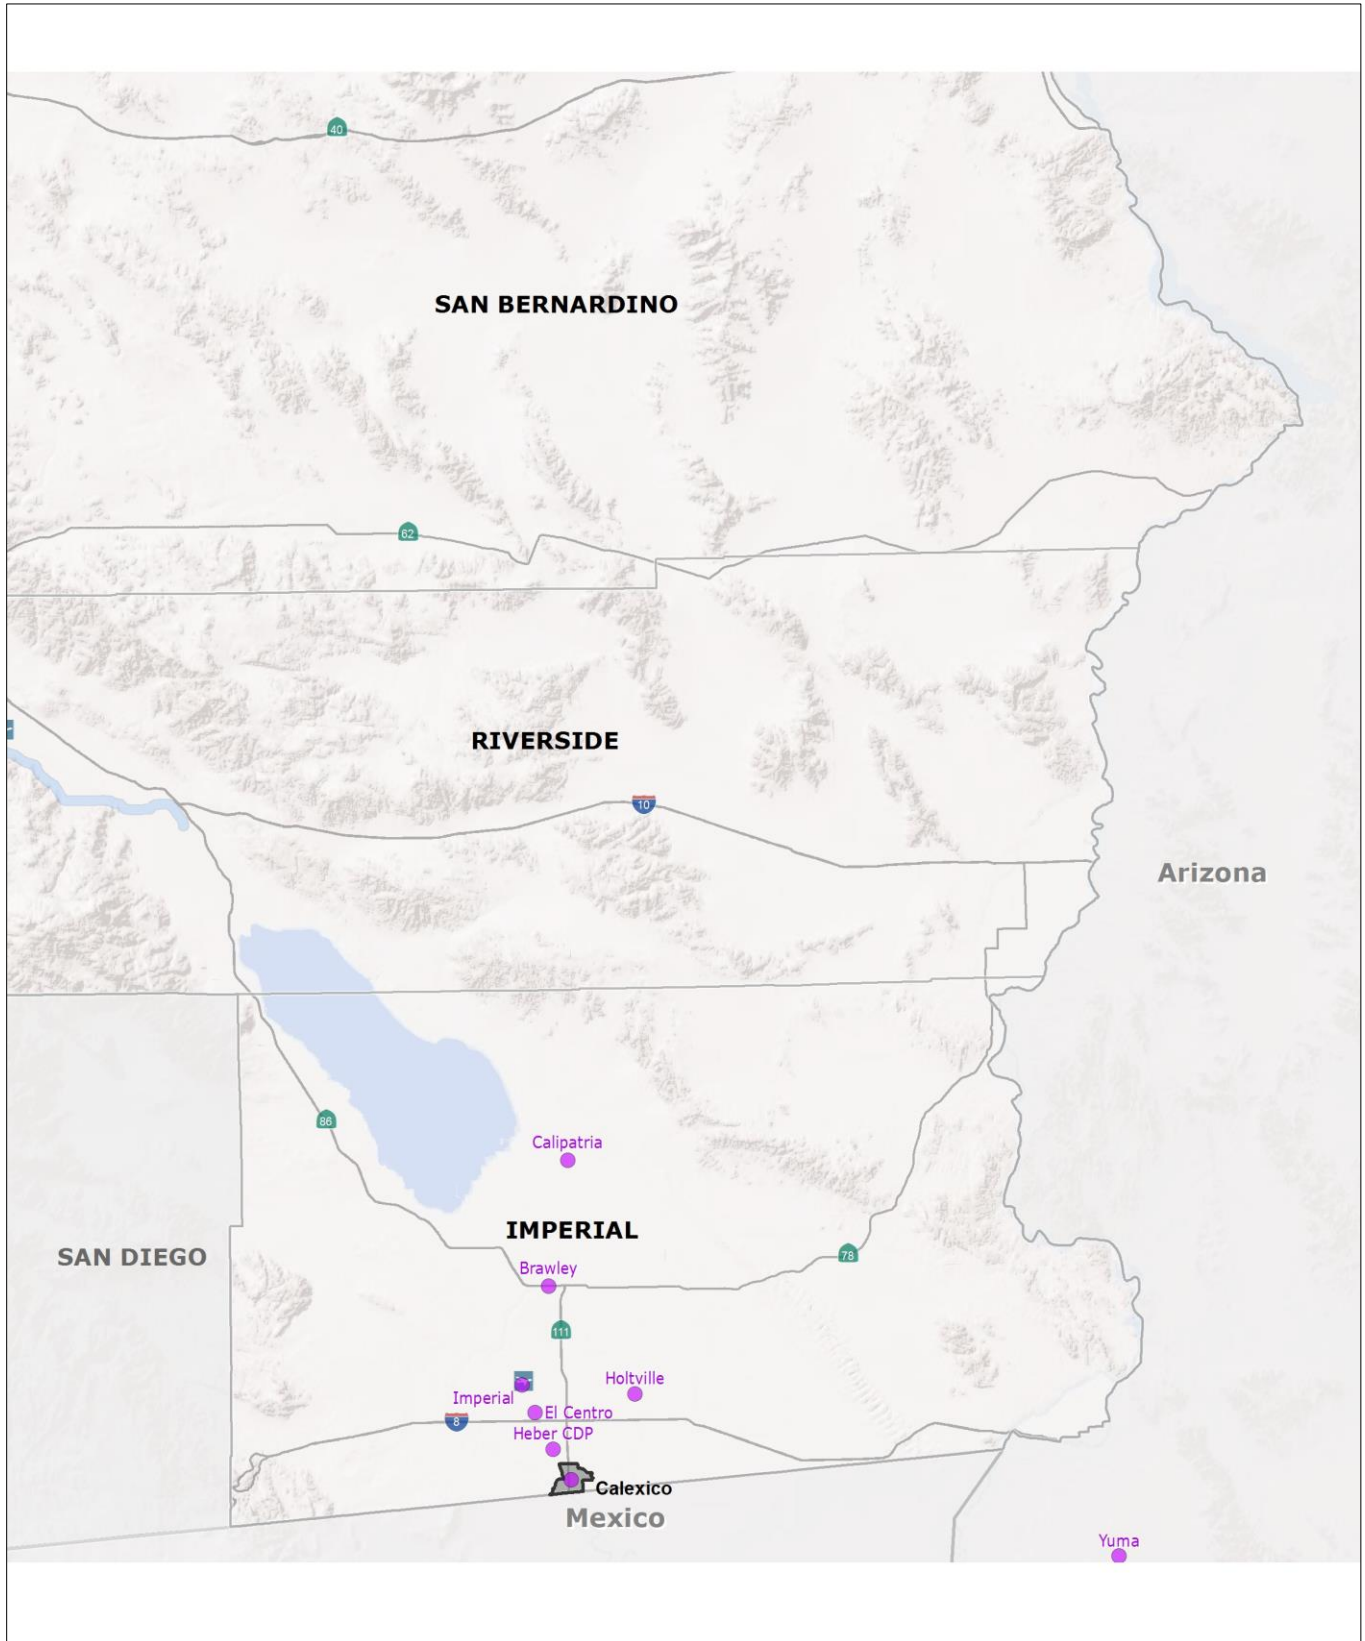 40
SAN BERNARDINO
62
RIVERSIDE
10
Arizona
86
Calipatria
IMPERIAL
SAN DIEGO
78
Brawley
111
Holtville
Imperial
El Centro
8
Heber CDP
Calexico
Mexico
Yuma